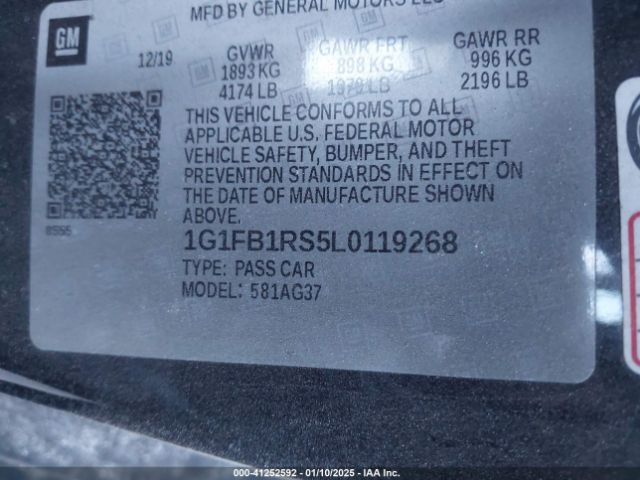 MFD BY GENERAL MOTORS LLC
GM
12/19 GVWR GAWR FRT GAWR RR
1893 KG 898 KG 996 KG
4174 LB 1979 LB 2196 LB
THIS VEHICLE CONFORMS TO ALL
APPLICABLE U.S. FEDERAL MOTOR
VEHICLE SAFETY, BUMPER, AND THEFT
PREVENTION STANDARDS IN EFFECT ON
THE DATE OF MANUFACTURE SHOWN
ABOVE.
1G1FB1RS5L0119268
TYPE: PASS CAR
MODEL: 581AG37
000-41252592 — 01/10/2025 — IAA Inc.